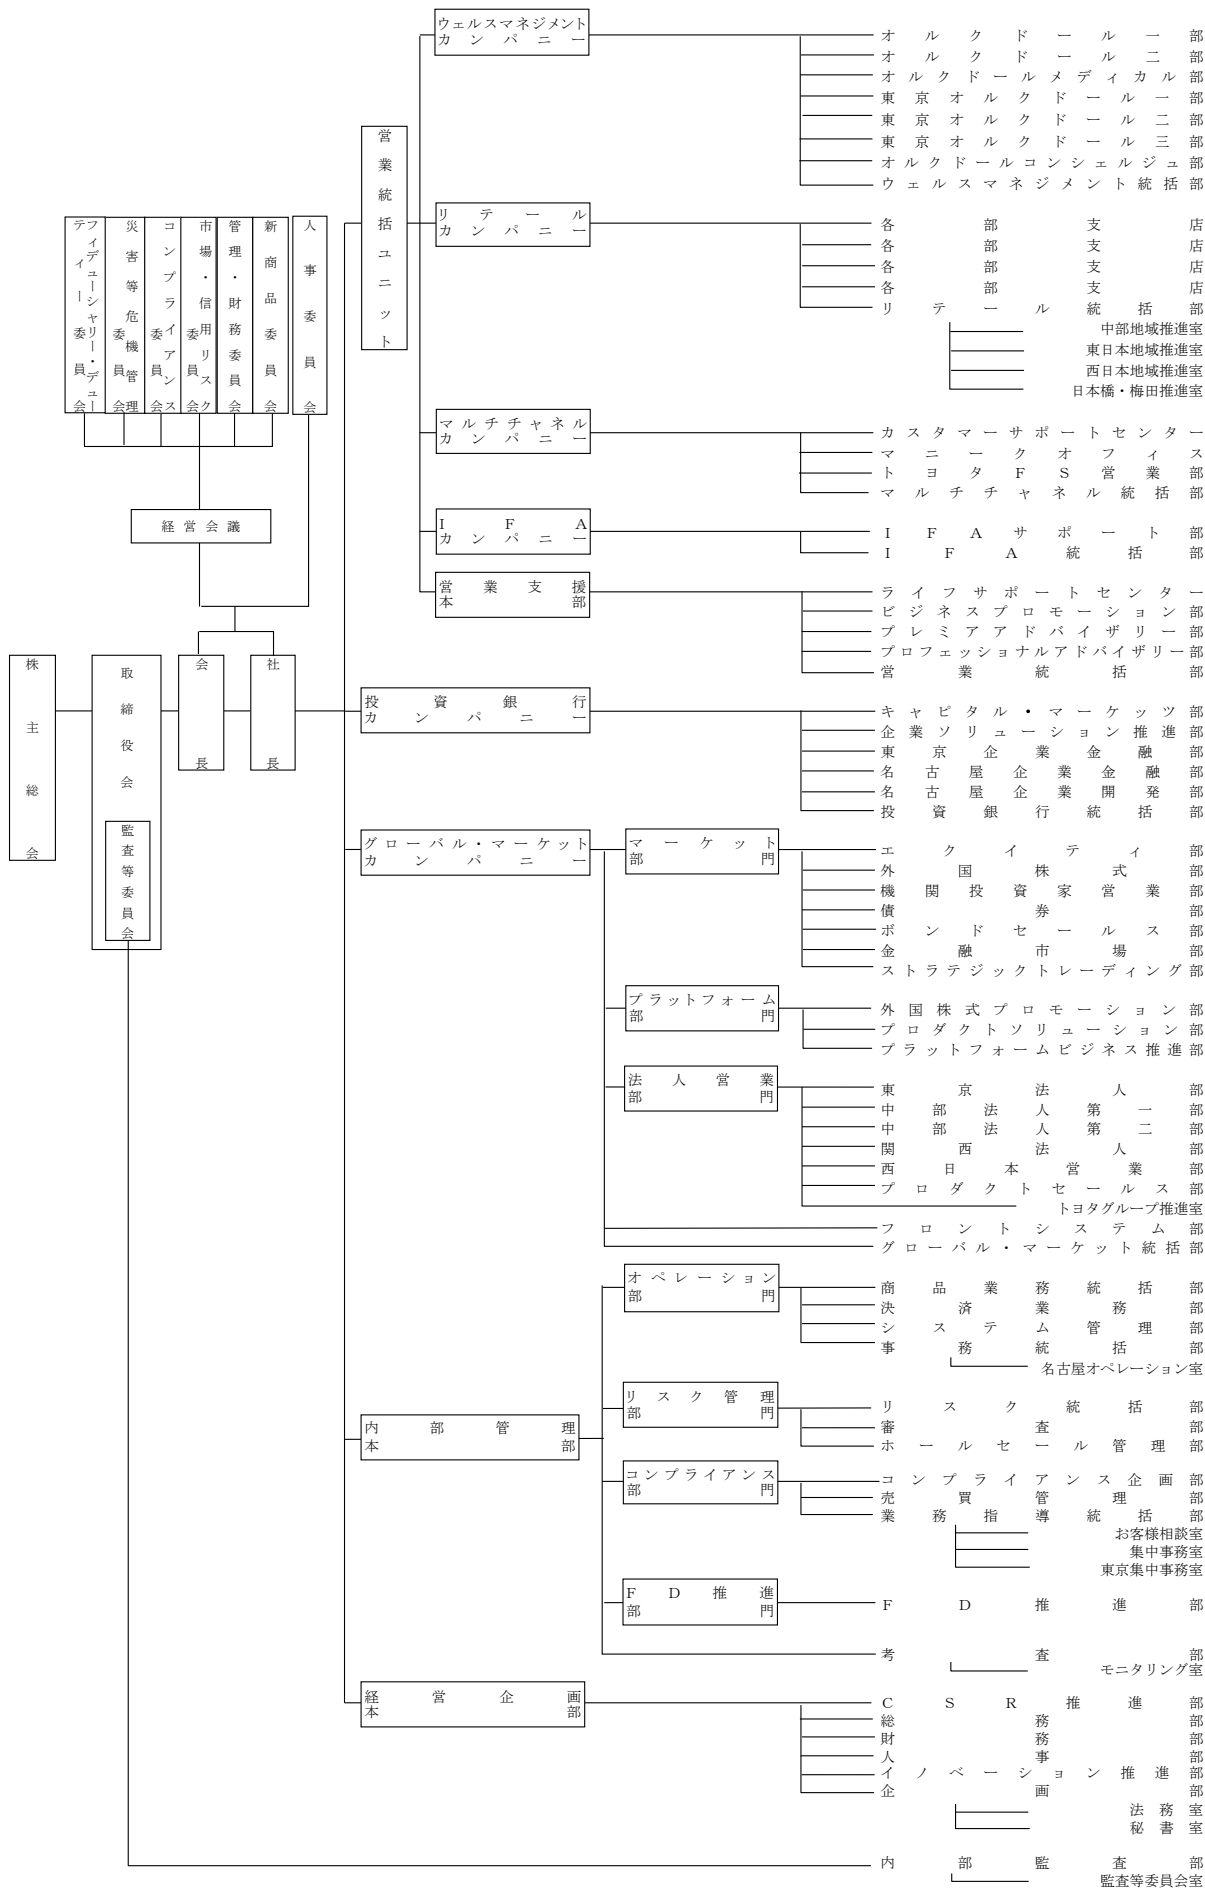 ウェルスマネジメント
カンパニー
オルクドール一部
オルクドール二部
オルクドールメディカル部
東京オルクドール一部
東京オルクドール二部
東京オルクドール三部
オルクドールコンシェルジュ部
ウェルスマネジメント統括部
営業統括ユニット
リテール
カンパニー
各部支店
各部支店
各部支店
各部支店
リテール統括部
中部地域推進室
東日本地域推進室
西日本地域推進室
日本橋・梅田推進室
フィデューシャリー・デュー
ティー委員会
災害等危機管理
委員会
コンプライアンス
委員会
市場・信用リスク
委員会
管理・財務委員会
新商品委員会
人事委員会
マルチチャネル
カンパニー
カスタマーサポートセンター
マニークオフィス
トヨタFS営業部
マルチチャネル統括部
経営会議
IFA
カンパニー
IFAサポート部
IFA統括部
営業支援
本部
ライフサポートセンター
ビジネスプロモーション部
プレミアアドバイザリー部
プロフェッショナルアドバイザリー部
営業統括部
株主総会
取締役会
監査等委員会
会長
社長
投資銀行
カンパニー
キャピタル・マーケッツ部
企業ソリューション推進部
東京企業金融部
名古屋企業金融部
名古屋企業開発部
投資銀行統括部
グローバル・マーケット
カンパニー
マーケット
部門
エクイティ部
外国株式部
機関投資家営業部
債券部
ボンドセールス部
金融市場部
ストラテジックトレーディング部
プラットフォーム
部門
外国株式プロモーション部
プロダクトソリューション部
プラットフォームビジネス推進部
法人営業
部門
東京法人部
中部法人第一部
中部法人第二部
関西法人部
西日本営業部
プロダクトセールス部
トヨタグループ推進室
フロントシステム部
グローバル・マーケット統括部
内部管理
本部
オペレーション
部門
商品業務統括部
決済業務部
システム管理部
事務統括部
名古屋オペレーション室
リスク管理
部門
リスク統括部
審査部
ホールセール管理部
コンプライアンス
部門
コンプライアンス企画部
売買管理部
業務指導統括部
お客様相談室
集中事務室
東京集中事務室
FD推進
部門
FD推進部
考査部
モニタリング室
経営企画
本部
CSR推進部
総務部
財務部
人事部
イノベーション推進部
企画部
法務室
秘書室
内部監査部
監査等委員会室